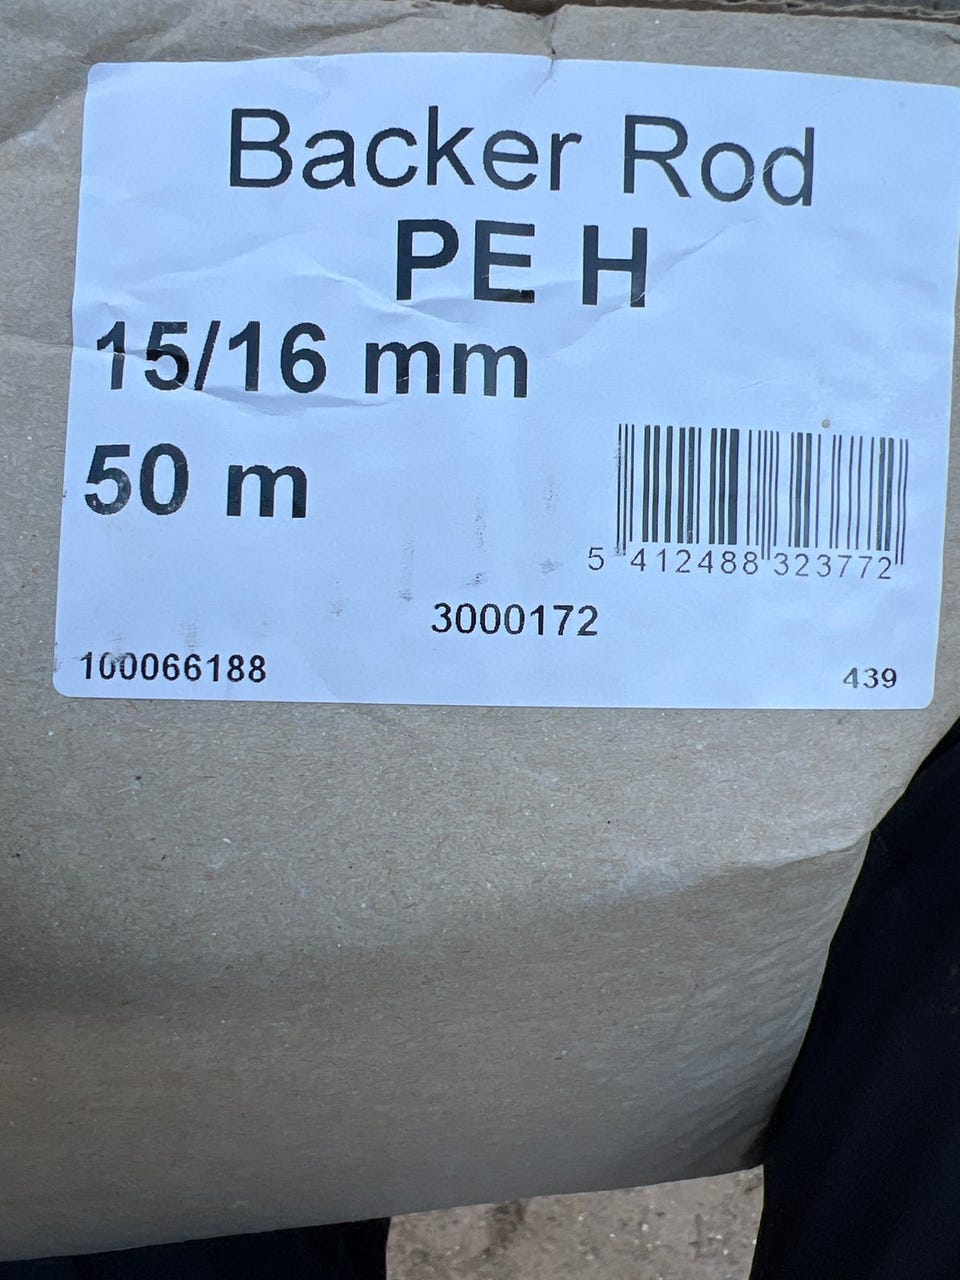 Backer Rod
PE H
15/16 mm
50 m
5 412488 323772
3000172
100066188
439